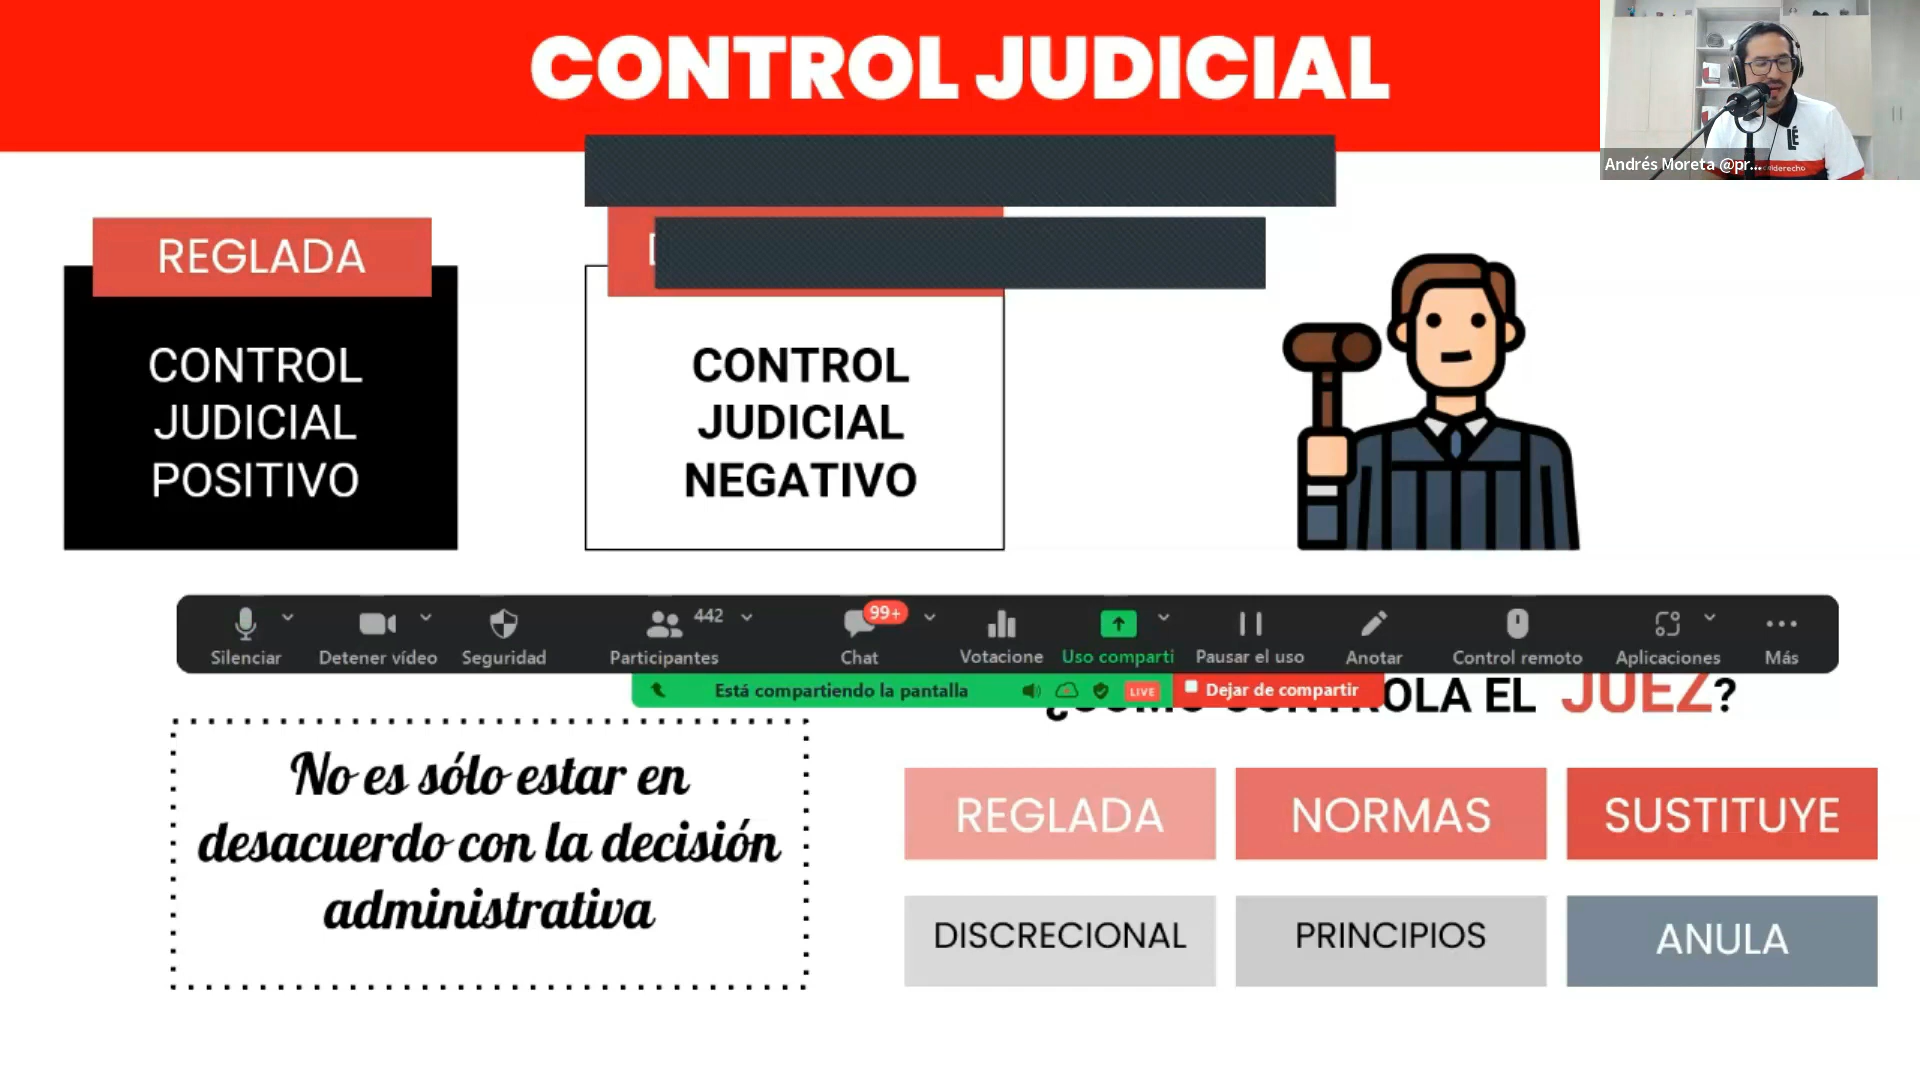 CONTROL JUDICIAL
Andrés Moreta @pr...
REGLADA
CONTROL
JUDICIAL
POSITIVO
CONTROL
JUDICIAL
NEGATIVO
Silenciar
Detener vídeo
Seguridad
442
Participantes
99+
Chat
Votacione
Uso comparti
Pausar el uso
Anotar
Control remoto
Aplicaciones
Más
Está compartiendo la pantalla
LIVE
Dejar de compartir
EL JUEZ?
No es sólo estar en
desacuerdo con la decisión
administrativa
REGLADA NORMAS SUSTITUYE
DISCRECIONAL PRINCIPIOS ANULA